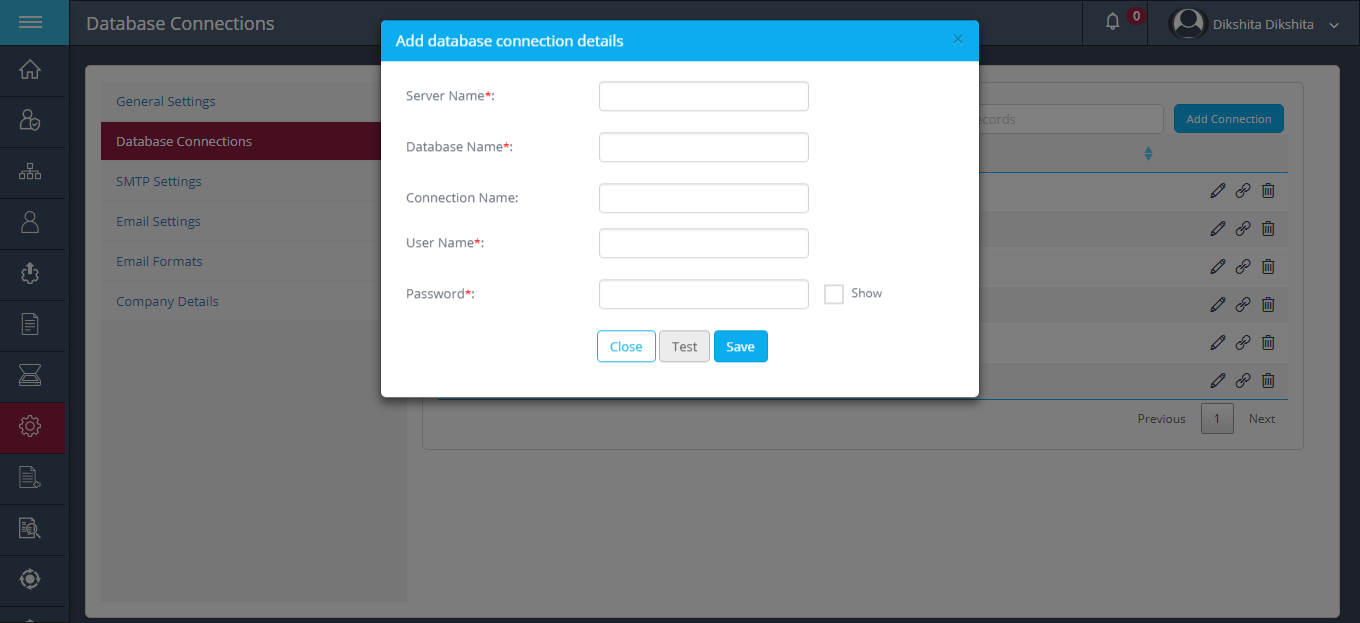 Database Connections
0
Dikshita Dikshita
General Settings
Database Connections
SMTP Settings
Email Settings
Email Formats
Company Details
Add database connection details
×
Server Name*:
Database Name*:
Connection Name:
User Name*:
Password*:
Show
Close
Test
Save
Add Connection
Previous
1
Next